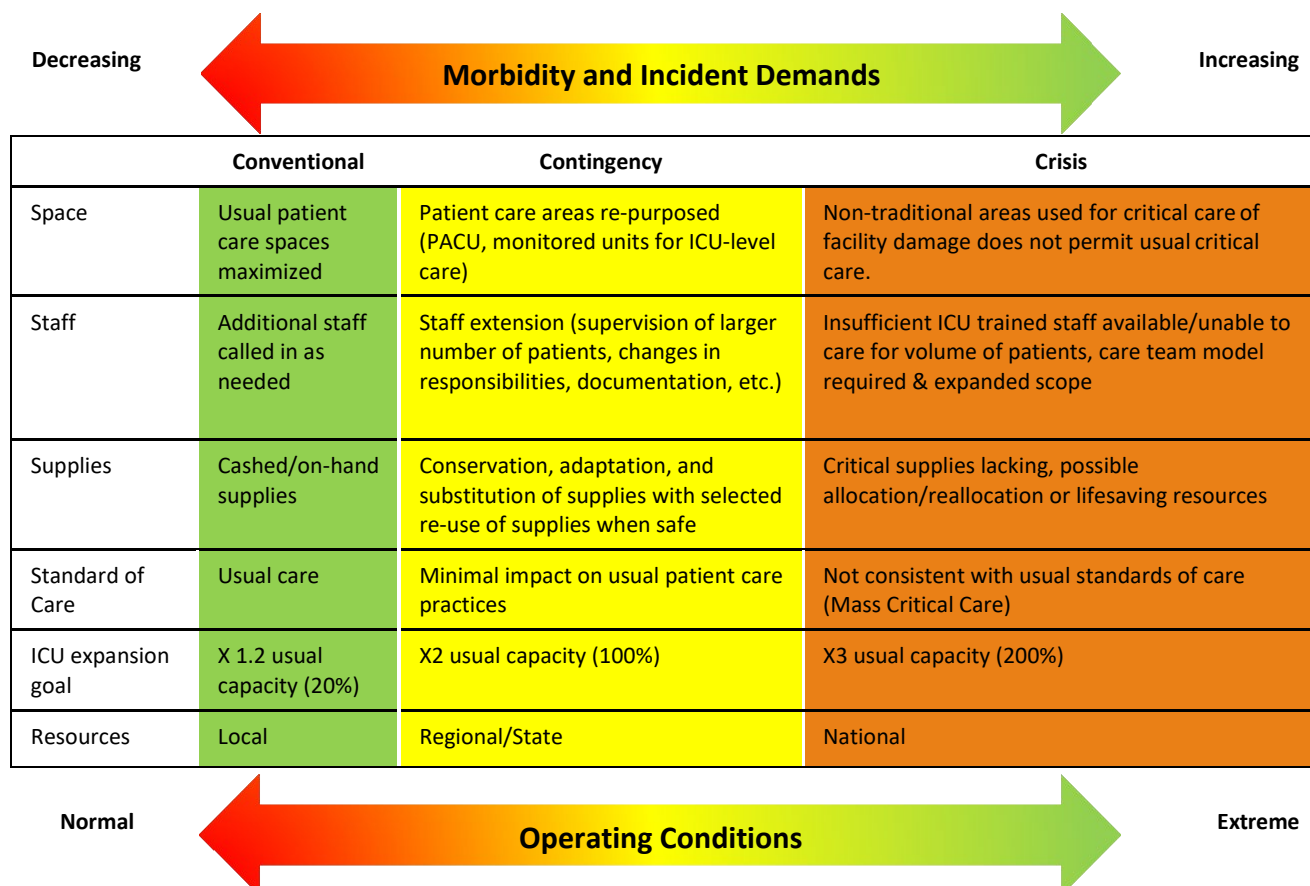 Decreasing
Morbidity and Incident Demands
Increasing
Conventional
Contingency
Crisis
Space
Usual patient
care spaces
maximized
Patient care areas re-purposed
(PACU, monitored units for ICU-level
care)
Non-traditional areas used for critical care of
facility damage does not permit usual critical
care.
Staff
Additional staff
called in as
needed
Staff extension (supervision of larger
number of patients, changes in
responsibilities, documentation, etc.)
Insufficient ICU trained staff available/unable to
care for volume of patients, care team model
required & expanded scope
Supplies
Cashed/on-hand
supplies
Conservation, adaptation, and
substitution of supplies with selected
re-use of supplies when safe
Critical supplies lacking, possible
allocation/reallocation or lifesaving resources
Standard of
Care
Usual care
Minimal impact on usual patient care
practices
Not consistent with usual standards of care
(Mass Critical Care)
ICU expansion
goal
X 1.2 usual
capacity (20%)
X2 usual capacity (100%)
X3 usual capacity (200%)
Resources
Local
Regional/State
National
Normal
Operating Conditions
Extreme